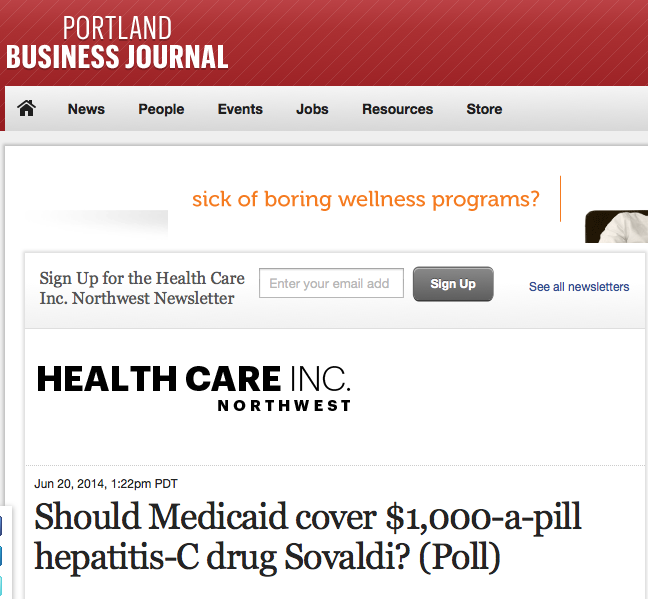 PORTLAND
BUSINESS JOURNAL
News People Events Jobs Resources Store
sick of boring wellness programs?
Sign Up for the Health Care
Inc. Northwest Newsletter
Enter your email add
Sign Up
See all newsletters
HEALTH CARE INC.
NORTHWEST
Jun 20, 2014, 1:22pm PDT
Should Medicaid cover $1,000-a-pill
hepatitis-C drug Sovaldi? (Poll)